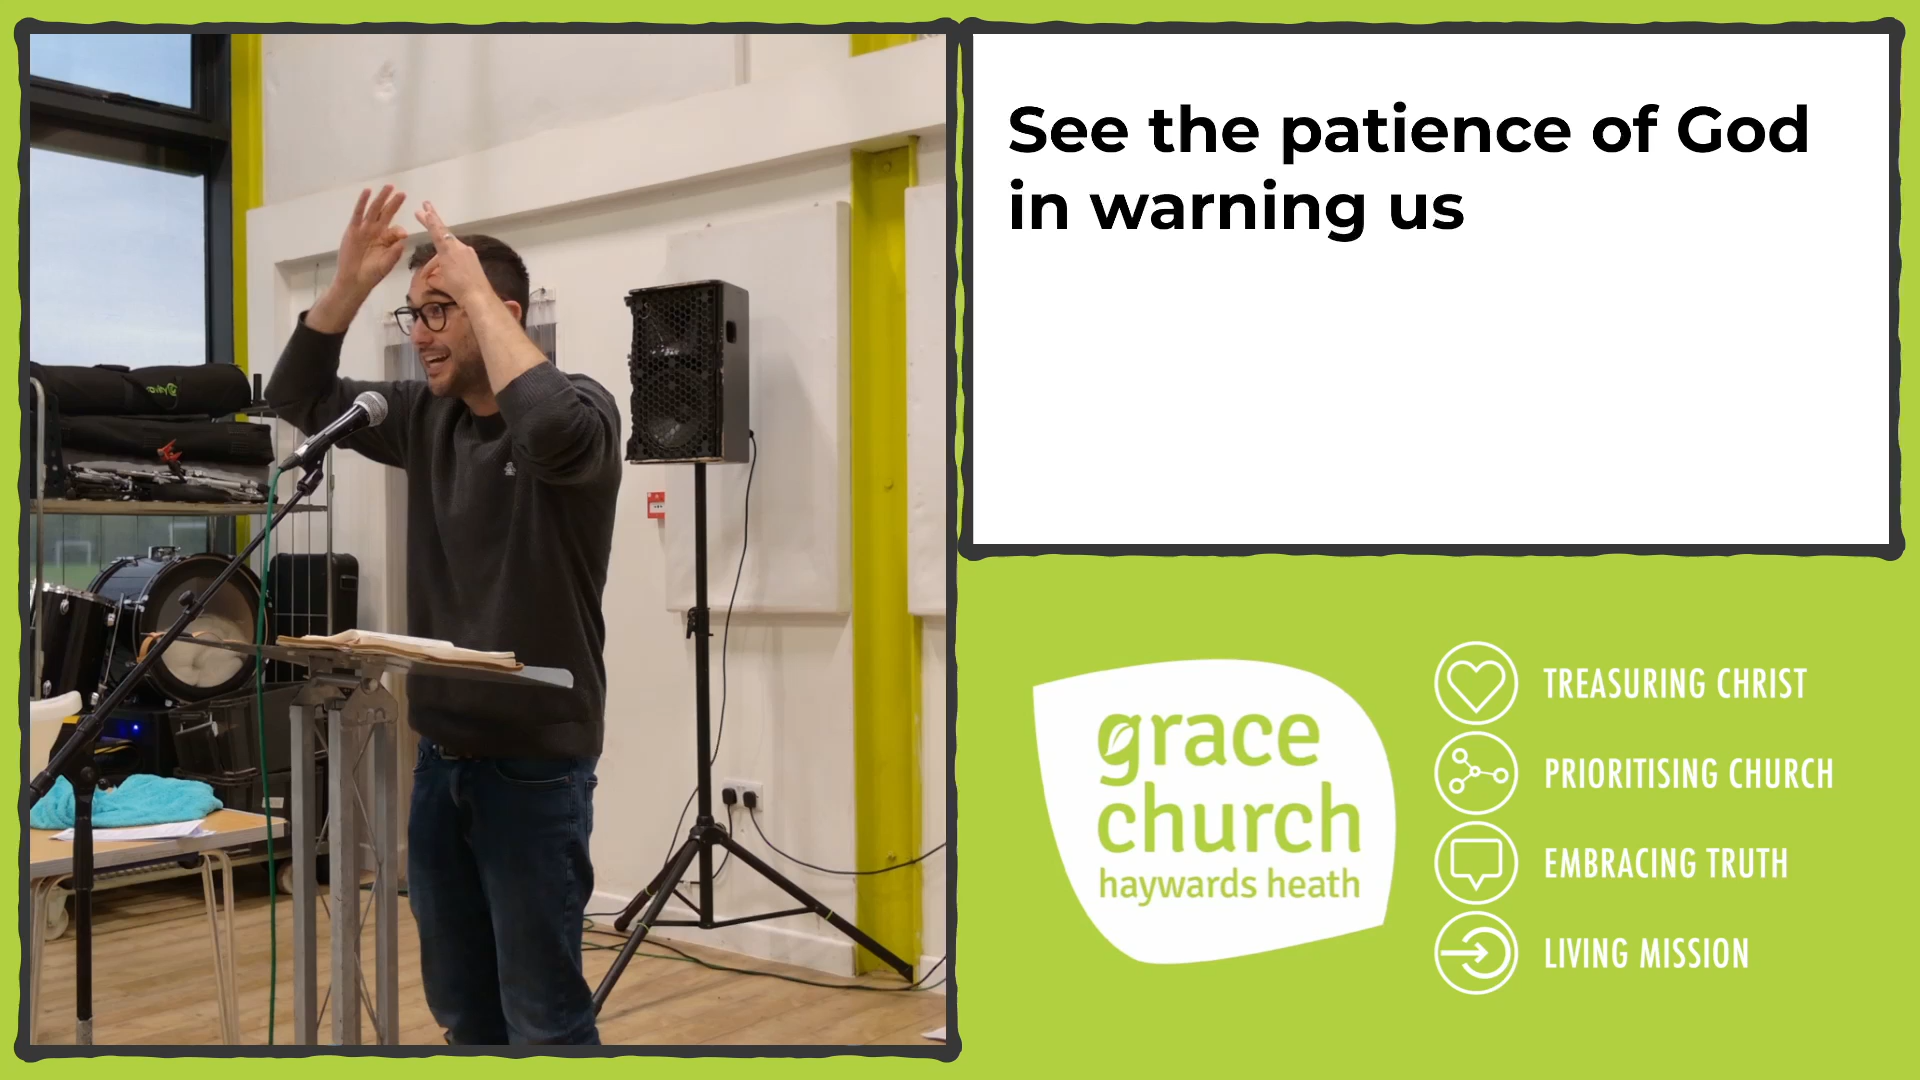 See the patience of God
in warning us
grace
church
haywards heath
TREASURING CHRIST
PRIORITISING CHURCH
EMBRACING TRUTH
LIVING MISSION